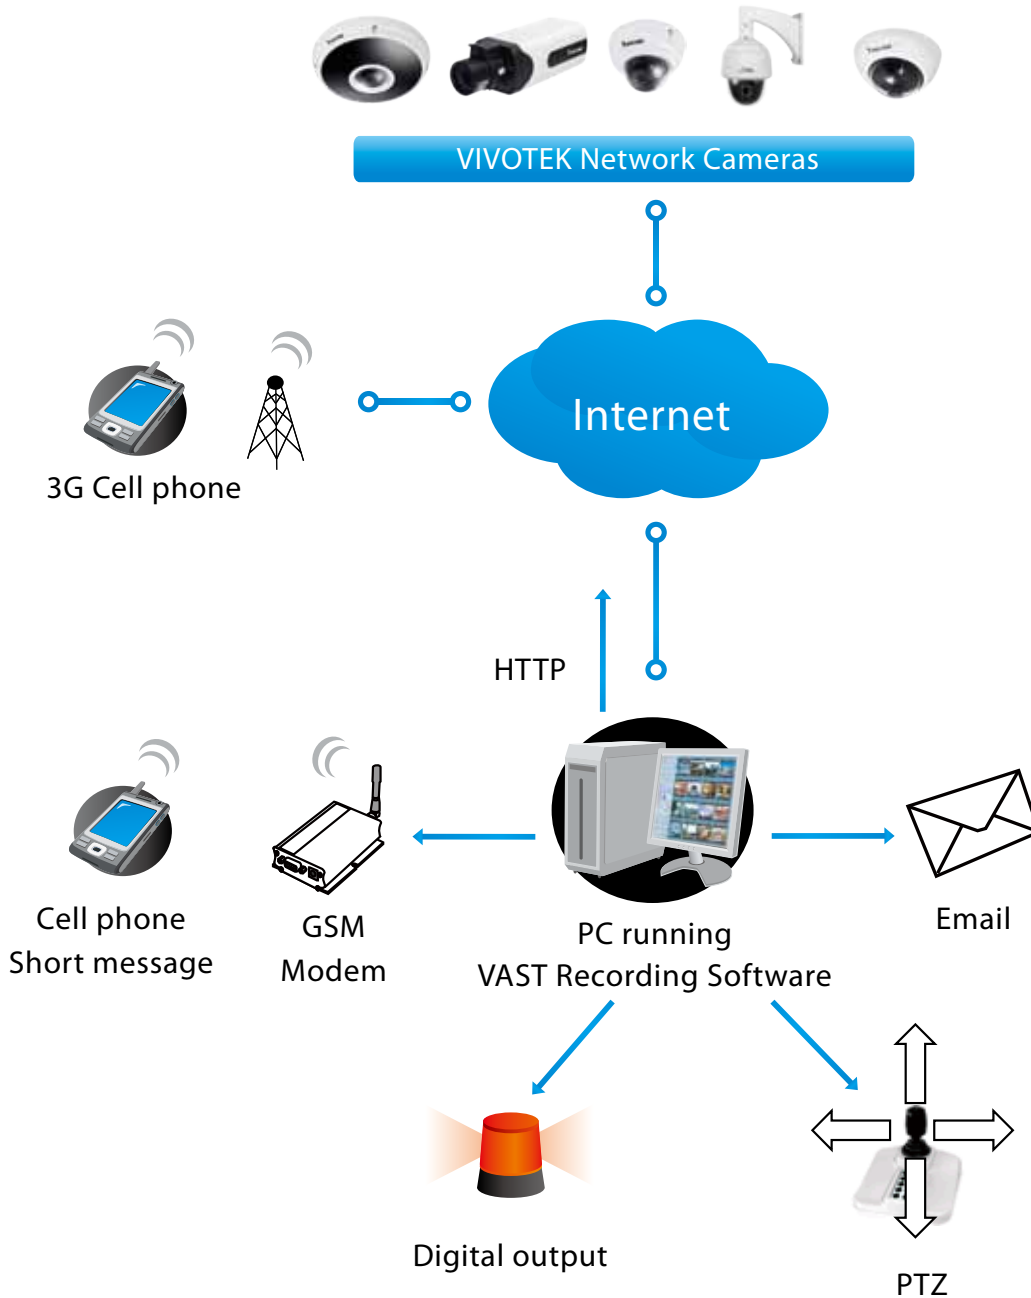 VIVOTEK Network Cameras
Internet
3G Cell phone
HTTP
Cell phone
Short message
GSM
Modem
PC running
VAST Recording Software
Email
Digital output
PTZ